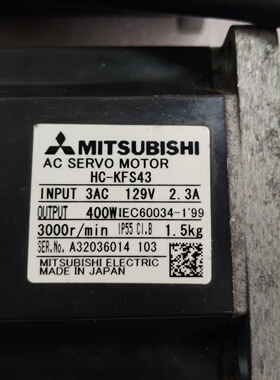 MITSUBISHI
AC SERVO MOTOR
HC-KFS43
INPUT 3AC 129V 2.3A
OUTPUT 400W IEC60034-1'99
3000r/min IP55 Cl.B 1.5kg
SER.No. A32036014 103
MITSUBISHI ELECTRIC
MADE IN JAPAN